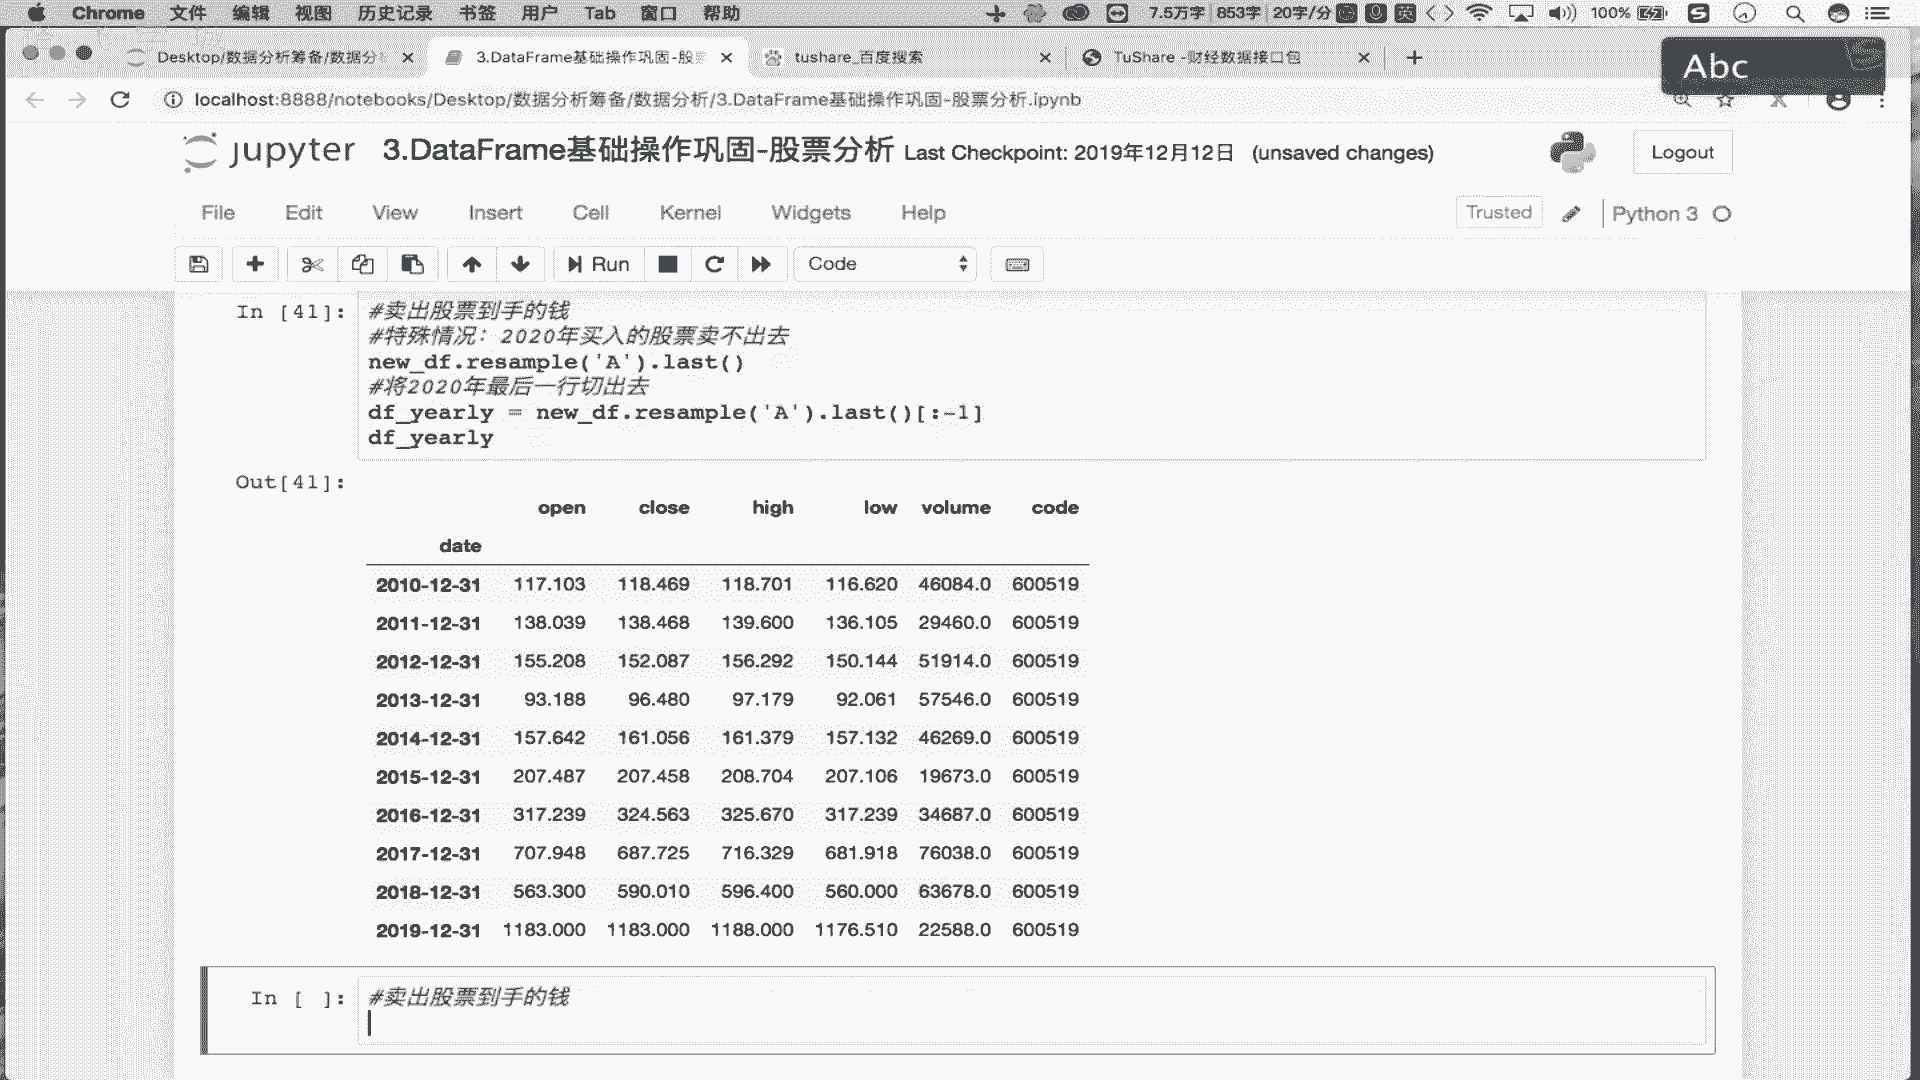 Chrome 文件 编辑 视图 历史记录 书签 用户 Tab 窗口 帮助 7.5万字 853字 20字/分 英 100%
Desktop/数据分析筹备/数据分 3.DataFrame基础操作巩固-股 tushare_百度搜索 TuShare -财经数据接口包
Abc
localhost:8888/notebooks/Desktop/数据分析筹备/数据分析/3.DataFrame基础操作巩固-股票分析.ipynb
jupyter 3.DataFrame基础操作巩固-股票分析 Last Checkpoint: 2019年12月12日 (unsaved changes) Logout
File Edit View Insert Cell Kernel Widgets Help Trusted Python 3
Run Code
In [41]: #卖出股票到手的钱
#特殊情况：2020年买入的股票卖不出去
new_df.resample('A').last()
#将2020年最后一行切出去
df_yearly = new_df.resample('A').last()[:-1]
df_yearly
Out[41]:
open close high low volume code
date
2010-12-31 117.103 118.469 118.701 116.620 46084.0 600519
2011-12-31 138.039 138.468 139.600 136.105 29460.0 600519
2012-12-31 155.208 152.087 156.292 150.144 51914.0 600519
2013-12-31 93.188 96.480 97.179 92.061 57546.0 600519
2014-12-31 157.642 161.056 161.379 157.132 46269.0 600519
2015-12-31 207.487 207.458 208.704 207.106 19673.0 600519
2016-12-31 317.239 324.563 325.670 317.239 34687.0 600519
2017-12-31 707.948 687.725 716.329 681.918 76038.0 600519
2018-12-31 563.300 590.010 596.400 560.000 63678.0 600519
2019-12-31 1183.000 1183.000 1188.000 1176.510 22588.0 600519
In [ ]: #卖出股票到手的钱